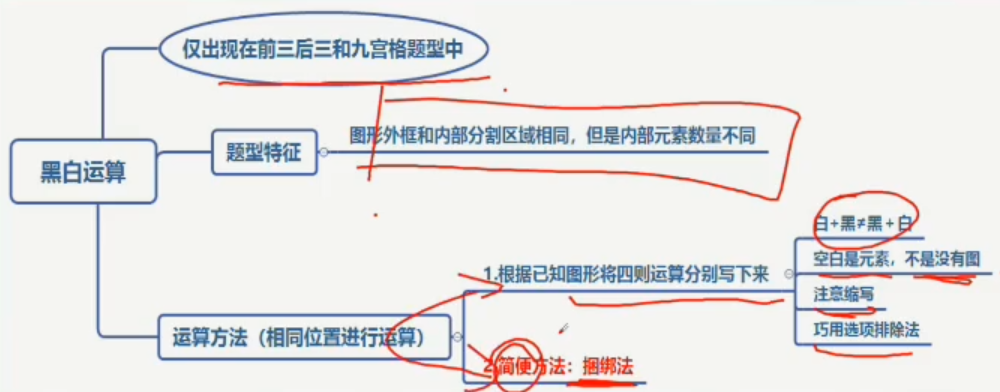 仅出现在前三后三和九宫格题型中
图形外框和内部分割区域相同，但是内部元素数量不同
题型特征
黑白运算
白+黑≠黑+白
空白是元素，不是没有图
1.根据已知图形将四则运算分别写下来
注意缩写
巧用选项排除法
运算方法（相同位置进行运算）
2.简便方法：捆绑法